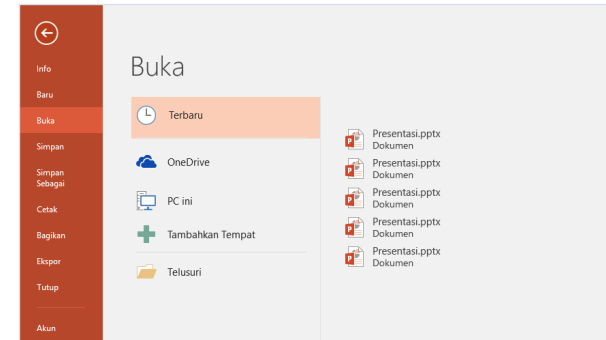 Info
Baru
Buka
Simpan
Simpan
Sebagai
Cetak
Bagikan
Ekspor
Tutup
Akun
Buka
Terbaru
OneDrive
PC ini
Tambahkan Tempat
Telusuri
Presentasi.pptx
Dokumen
Presentasi.pptx
Dokumen
Presentasi.pptx
Dokumen
Presentasi.pptx
Dokumen
Presentasi.pptx
Dokumen